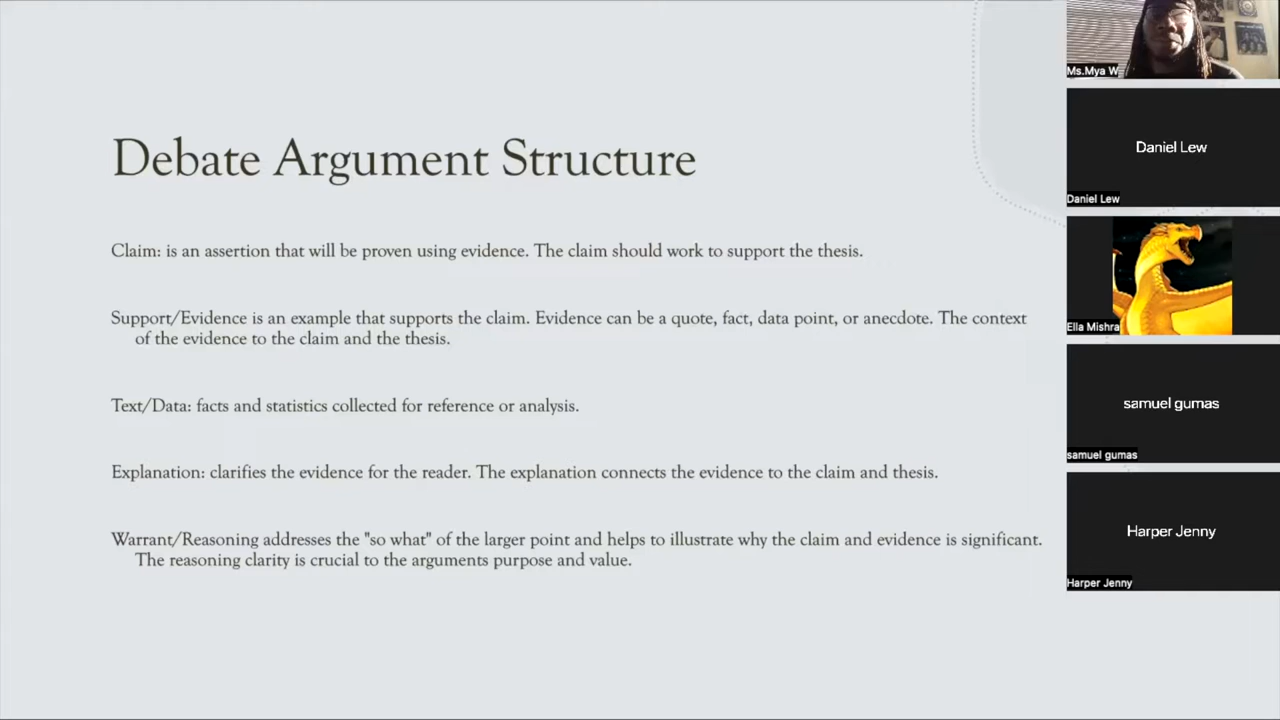 Debate Argument Structure
Claim: is an assertion that will be proven using evidence. The claim should work to support the thesis.
Support/Evidence is an example that supports the claim. Evidence can be a quote, fact, data point, or anecdote. The context
of the evidence to the claim and the thesis.
Text/Data: facts and statistics collected for reference or analysis.
Explanation: clarifies the evidence for the reader. The explanation connects the evidence to the claim and thesis.
Warrant/Reasoning addresses the "so what" of the larger point and helps to illustrate why the claim and evidence is significant.
The reasoning clarity is crucial to the arguments purpose and value.
Ms.Mya W
Daniel Lew
Daniel Lew
Ella Mishra
samuel gumas
samuel gumas
Harper Jenny
Harper Jenny